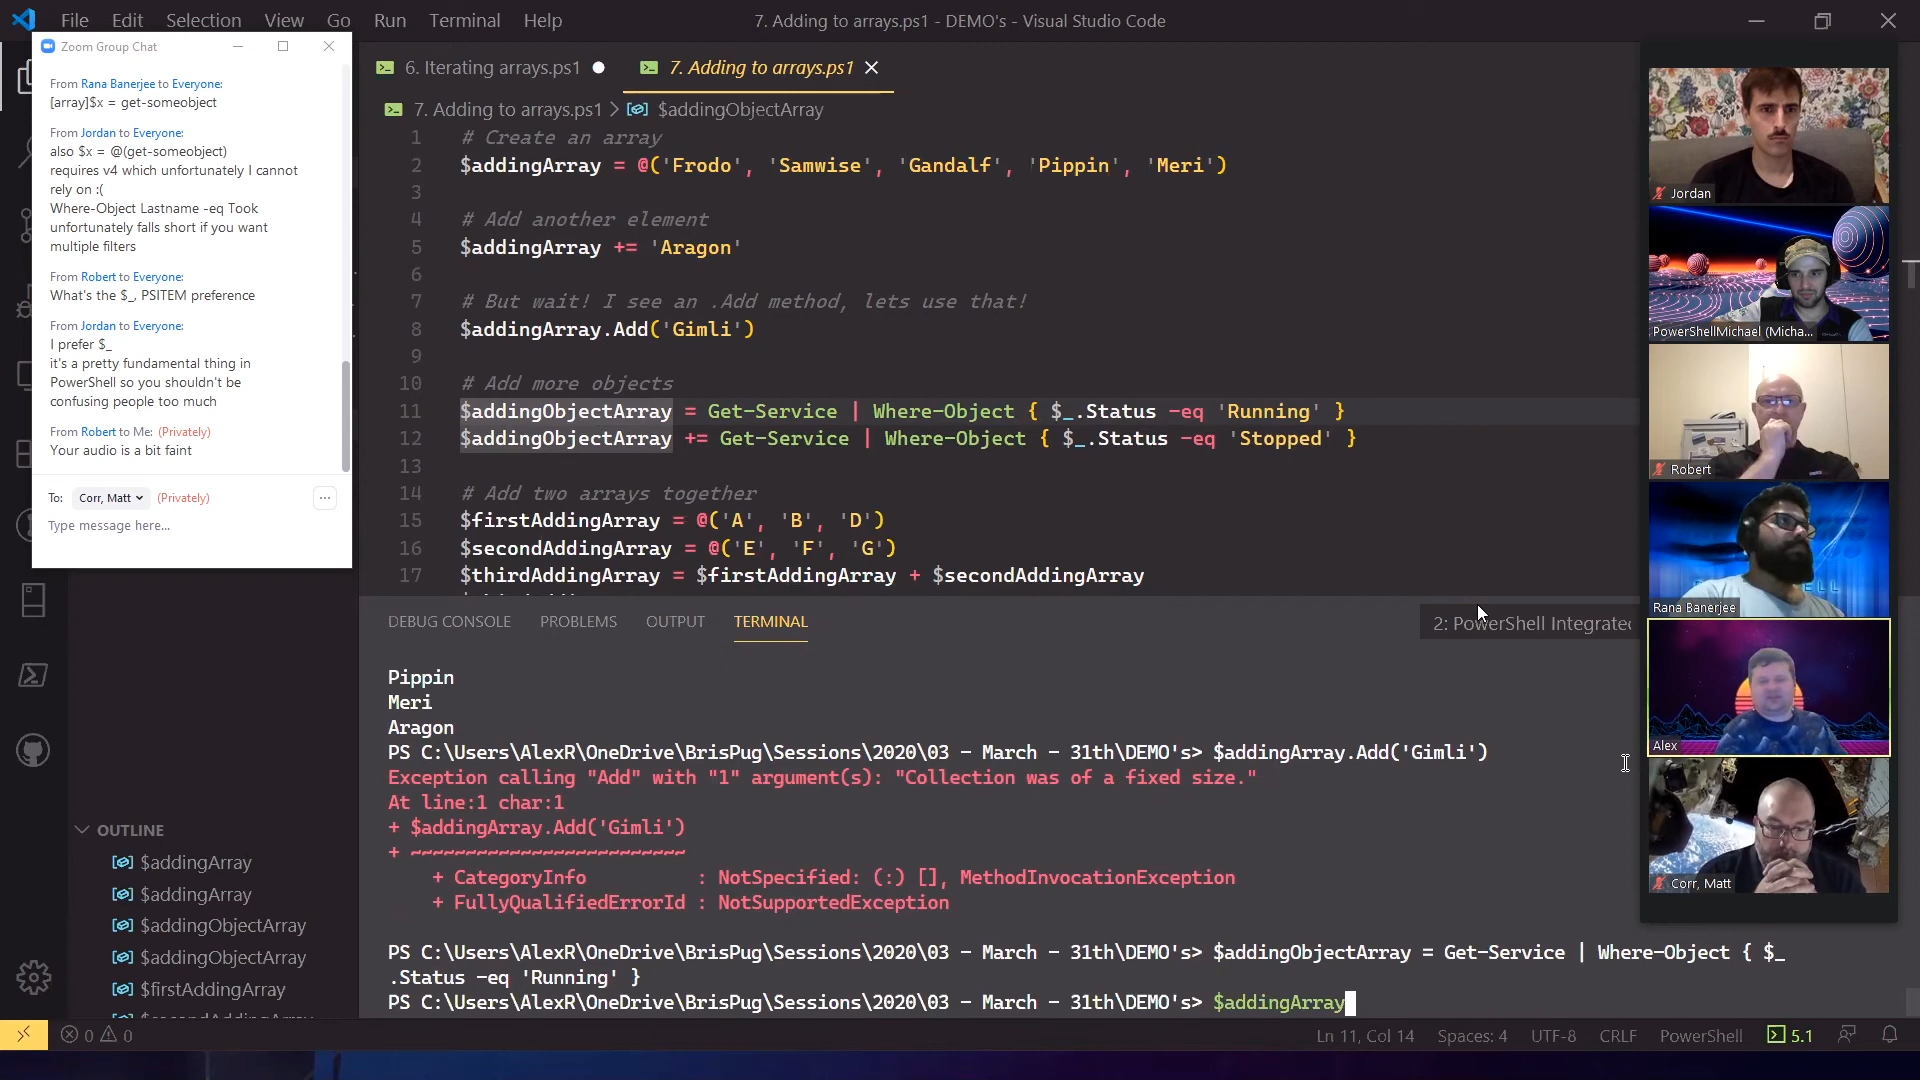 File Edit Selection View Go Run Terminal Help
7. Adding to arrays.ps1 - DEMO's - Visual Studio Code
Zoom Group Chat
From Rana Banerjee to Everyone:
[array]$x = get-someobject
From Jordan to Everyone:
also $x = @(get-someobject)
requires v4 which unfortunately I cannot
rely on :(
Where-Object Lastname -eq Took
unfortunately falls short if you want
multiple filters
From Robert to Everyone:
What's the $_, PSITEM preference
From Jordan to Everyone:
I prefer $_
it's a pretty fundamental thing in
PowerShell so you shouldn't be
confusing people too much
From Robert to Me: (Privately)
Your audio is a bit faint
To: Corr, Matt (Privately)
Type message here...
6. Iterating arrays.ps1
7. Adding to arrays.ps1
7. Adding to arrays.ps1 > $addingObjectArray
1 # Create an array
2 $addingArray = @('Frodo', 'Samwise', 'Gandalf', 'Pippin', 'Meri')
3
4 # Add another element
5 $addingArray += 'Aragon'
6
7 # But wait! I see an .Add method, lets use that!
8 $addingArray.Add('Gimli')
9
10 # Add more objects
11 $addingObjectArray = Get-Service | Where-Object { $_.Status -eq 'Running' }
12 $addingObjectArray += Get-Service | Where-Object { $_.Status -eq 'Stopped' }
13
14 # Add two arrays together
15 $firstAddingArray = @('A', 'B', 'D')
16 $secondAddingArray = @('E', 'F', 'G')
17 $thirdAddingArray = $firstAddingArray + $secondAddingArray
DEBUG CONSOLE PROBLEMS OUTPUT TERMINAL
2: PowerShell Integrated
Pippin
Meri
Aragon
PS C:\Users\AlexR\OneDrive\BrisPug\Sessions\2020\03 - March - 31th\DEMO's> $addingArray.Add('Gimli')
Exception calling "Add" with "1" argument(s): "Collection was of a fixed size."
At line:1 char:1
+ $addingArray.Add('Gimli')
+ ~~~~~~~~~~~~~~~~~~~~~~~~~
+ CategoryInfo : NotSpecified: (:) [], MethodInvocationException
+ FullyQualifiedErrorId : NotSupportedException
PS C:\Users\AlexR\OneDrive\BrisPug\Sessions\2020\03 - March - 31th\DEMO's> $addingObjectArray = Get-Service | Where-Object { $_
.Status -eq 'Running' }
PS C:\Users\AlexR\OneDrive\BrisPug\Sessions\2020\03 - March - 31th\DEMO's> $addingArray
OUTLINE
$addingArray
$addingArray
$addingObjectArray
$addingObjectArray
$firstAddingArray
Jordan
PowerShellMichael (Micha...
Robert
Rana Banerjee
Alex
Corr, Matt
0 0
Ln 11, Col 14 Spaces: 4 UTF-8 CRLF PowerShell 5.1